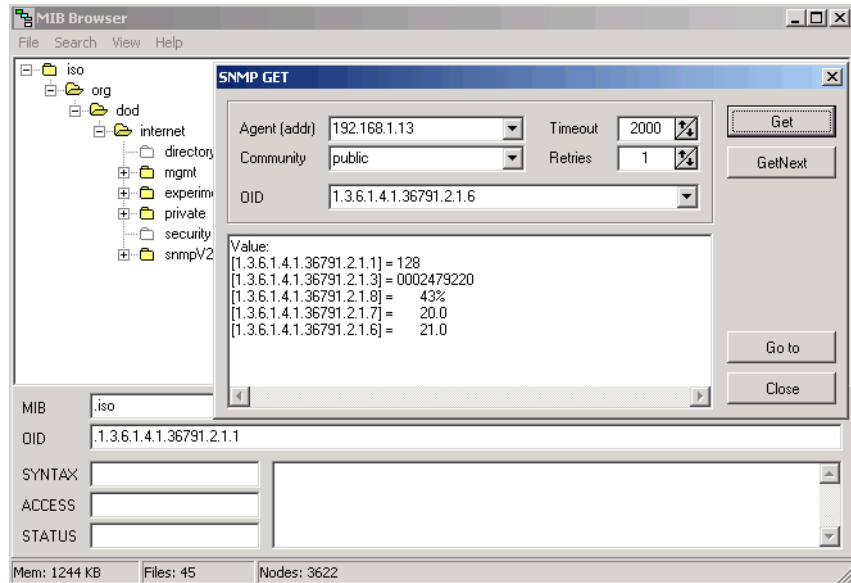 MIB Browser
File Search View Help
iso
org
dod
internet
directory
mgmt
experim
private
security
snmpV2
SNMP GET
Agent (addr) 192.168.1.13 Timeout 2000
Community public Retries 1
OID 1.3.6.1.4.1.36791.2.1.6
Get
GetNext
Value:
[1.3.6.1.4.1.36791.2.1.1] = 128
[1.3.6.1.4.1.36791.2.1.3] = 0002479220
[1.3.6.1.4.1.36791.2.1.8] = 43%
[1.3.6.1.4.1.36791.2.1.7] = 20.0
[1.3.6.1.4.1.36791.2.1.6] = 21.0
Go to
Close
MIB .iso
OID .1.3.6.1.4.1.36791.2.1.1
SYNTAX
ACCESS
STATUS
Mem: 1244 KB Files: 45 Nodes: 3622